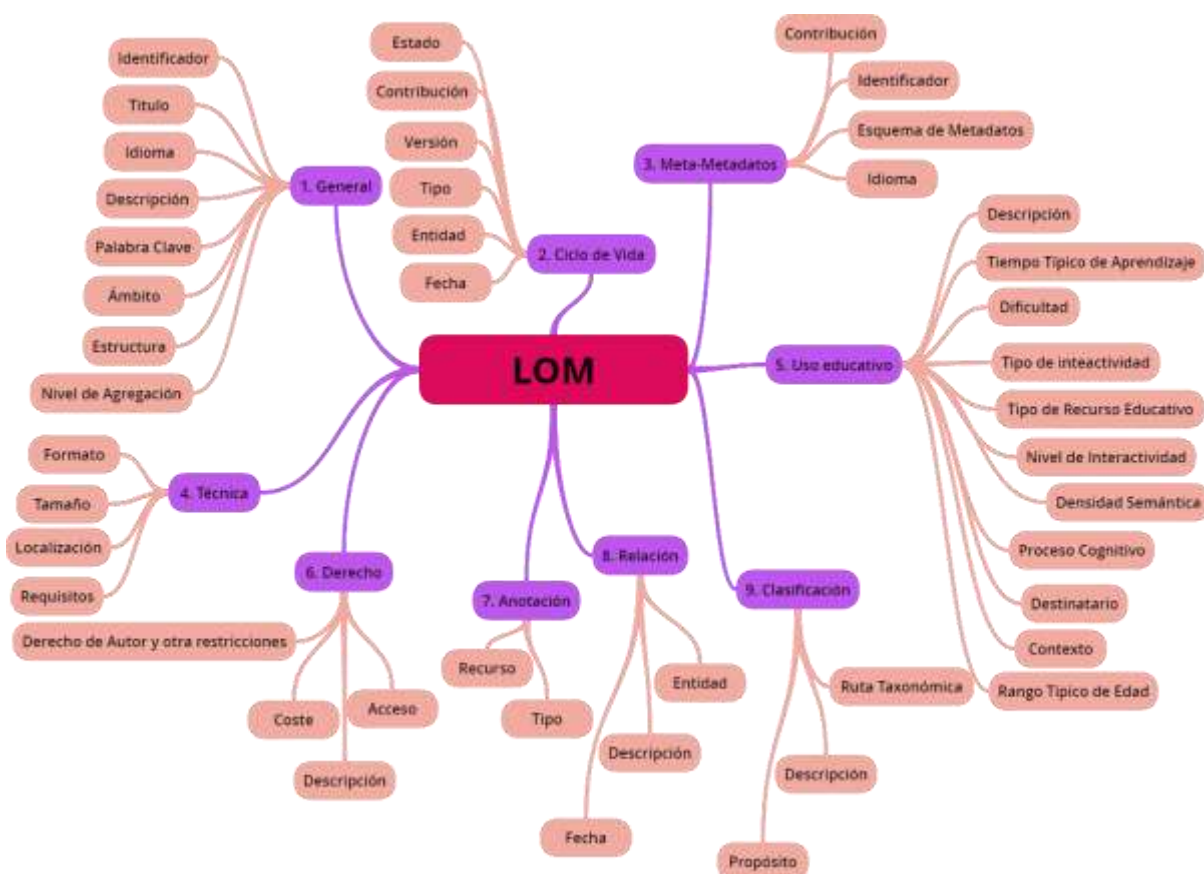 LOM
1. General
Identificador
Titulo
Idioma
Descripción
Palabra Clave
Ámbito
Estructura
Nivel de Agregación
2. Ciclo de Vida
Estado
Contribución
Versión
Tipo
Entidad
Fecha
3. Meta-Metadatos
Contribución
Identificador
Esquema de Metadatos
Idioma
4. Técnica
Formato
Tamaño
Localización
Requisitos
5. Uso educativo
Descripción
Tiempo Típico de Aprendizaje
Dificultad
Tipo de inteactividad
Tipo de Recurso Educativo
Nivel de Interactividad
Densidad Semántica
Proceso Cognitivo
Destinatario
Contexto
Rango Tipico de Edad
6. Derecho
Derecho de Autor y otra restricciones
Coste
Descripción
Acceso
7. Anotación
Recurso
Tipo
8. Relación
Entidad
Descripción
Fecha
9. Clasificación
Ruta Taxonómica
Descripción
Propósito